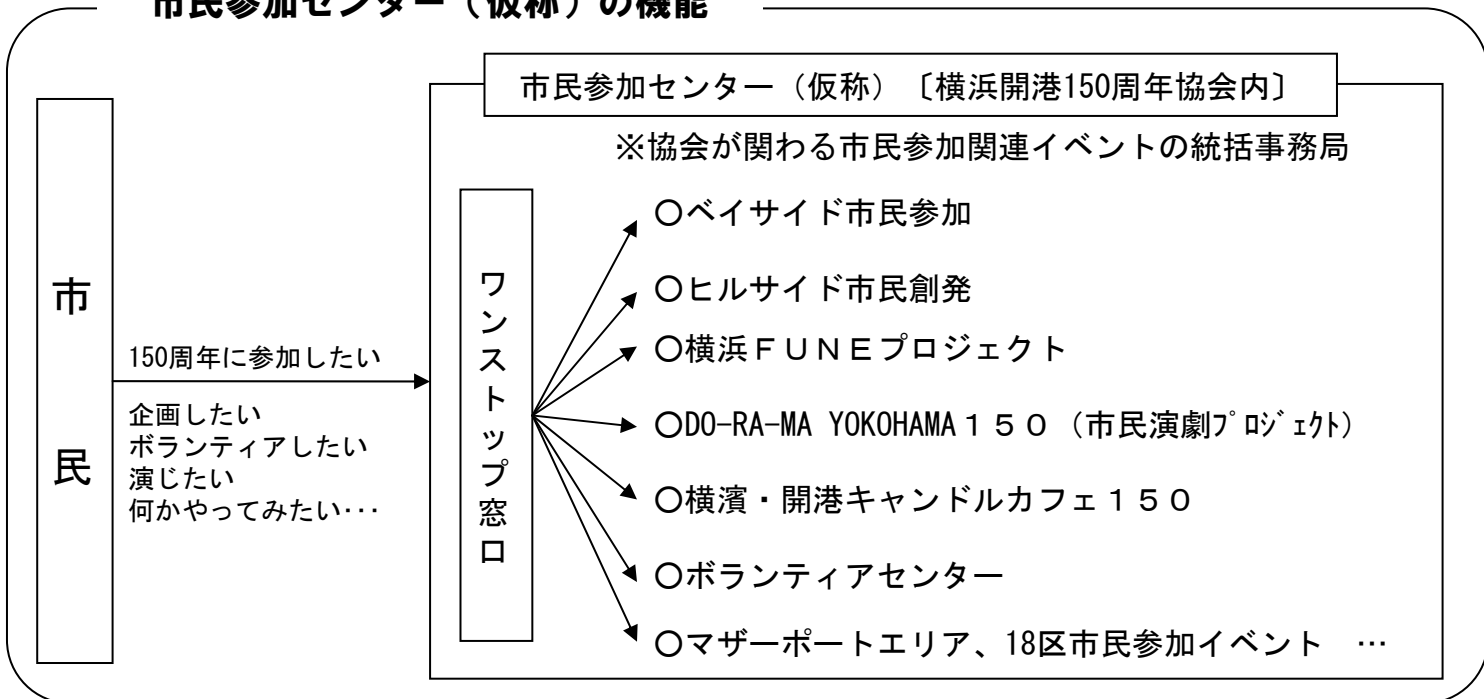 市民参加センター（仮称）の機能
市民参加センター（仮称）〔横浜開港150周年協会内〕
※協会が関わる市民参加関連イベントの統括事務局
市民
150周年に参加したい
企画したい
ボランティアしたい
演じたい
何かやってみたい･･･
ワンストップ窓口
○ベイサイド市民参加
○ヒルサイド市民創発
○横浜ＦＵＮＥプロジェクト
○DO-RA-MA YOKOHAMA１５０（市民演劇ﾌﾟﾛｼﾞｪｸﾄ）
○横濱・開港キャンドルカフェ１５０
○ボランティアセンター
○マザーポートエリア、18区市民参加イベント　…